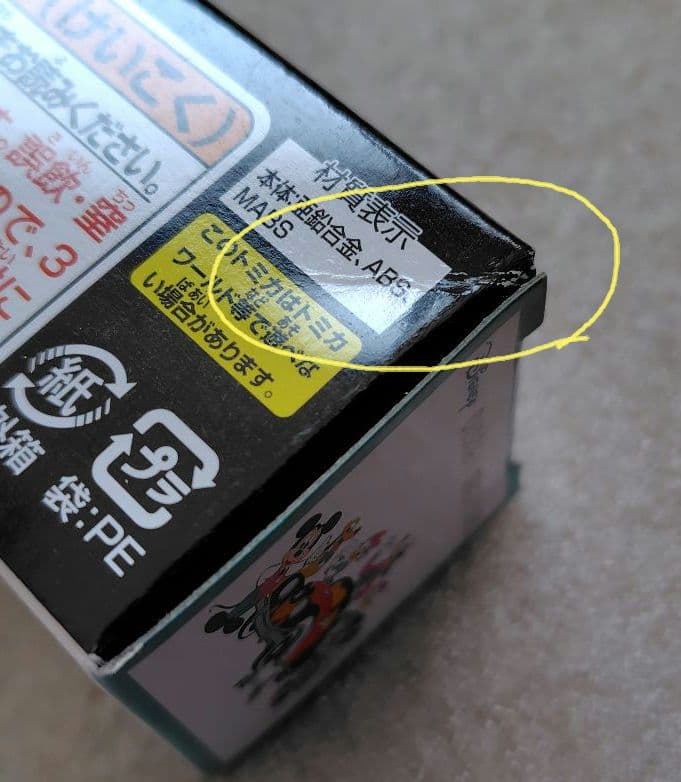 (けいこく)
お読みください。
誤飲・窒
ので、3
に
材質表示
本体:亜鉛合金、ABS、
MABS
このトミカはトミカ
ワールド等で遊べな
い場合があります。
紙
外箱
プラ
袋:PE